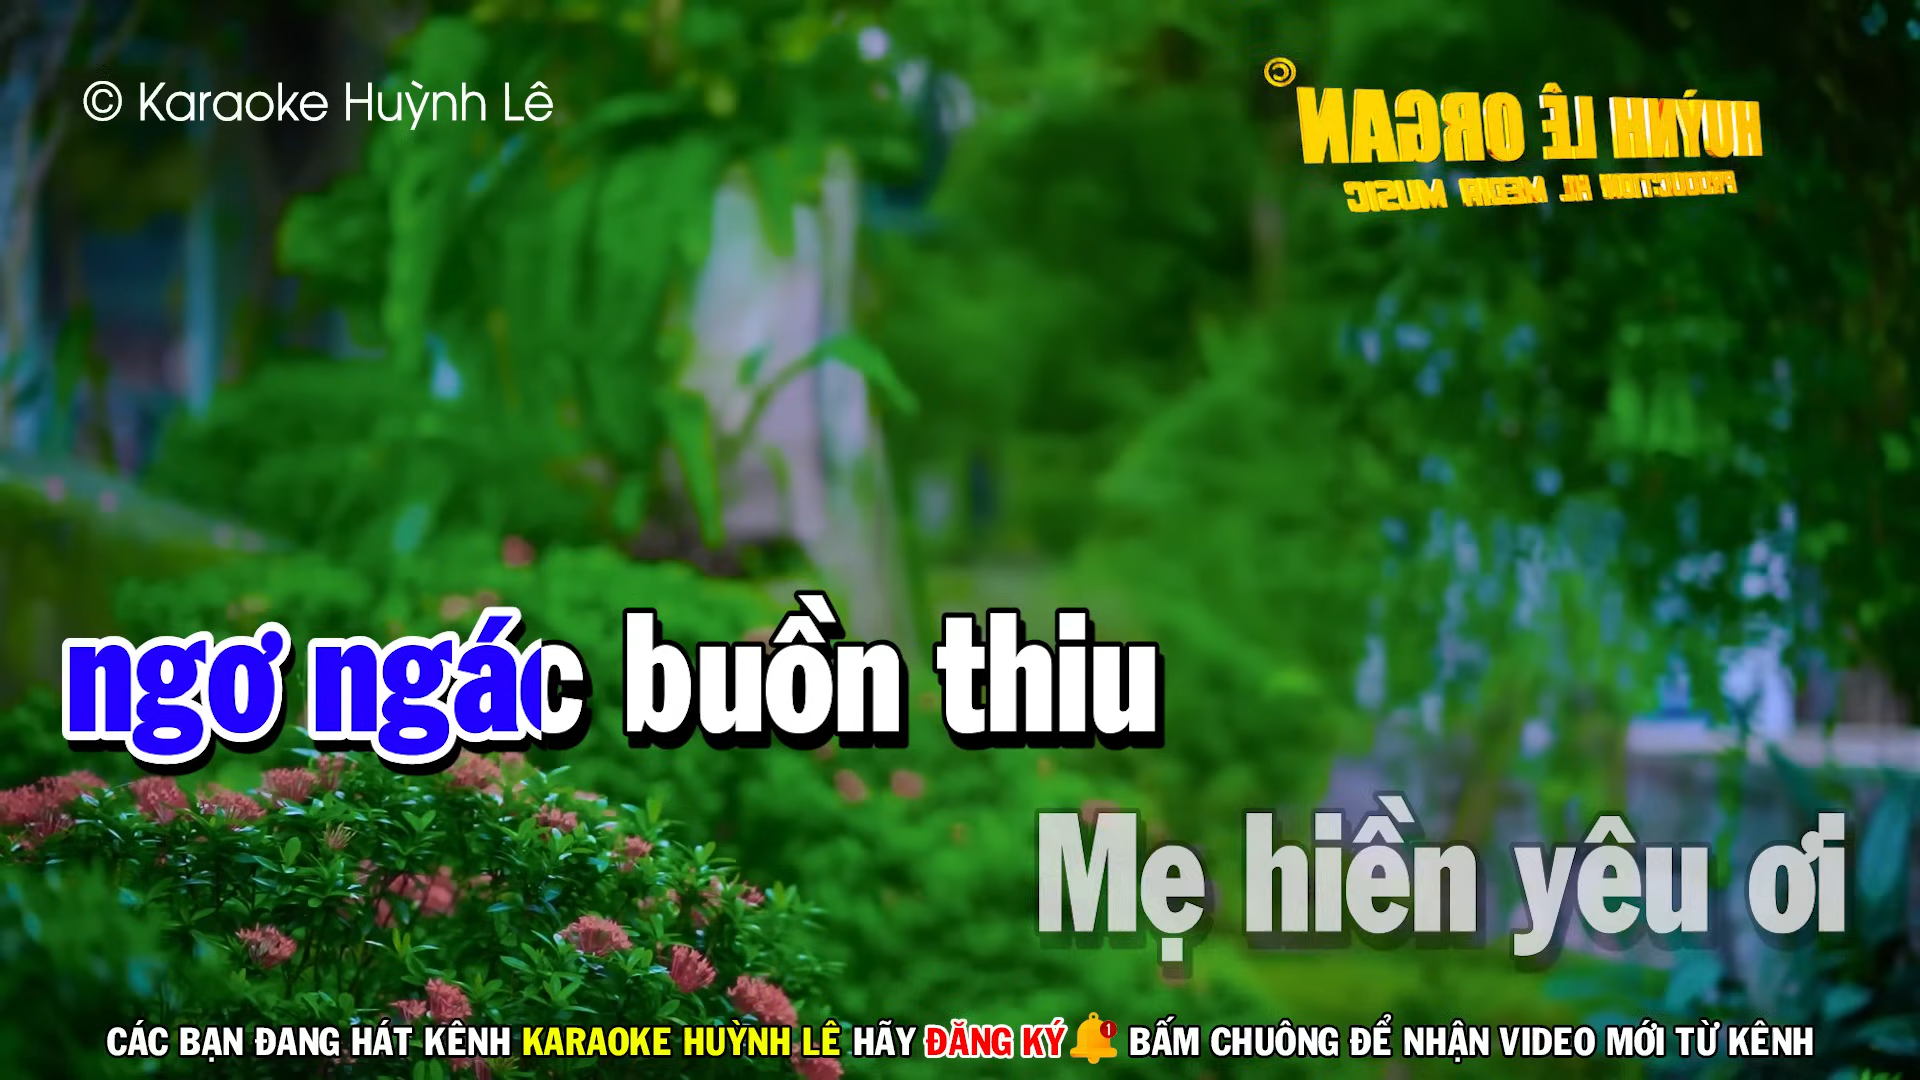 © Karaoke Huỳnh Lê
HUỲNH LÊ ORGAN
PRODUCTION HL MEDIA MUSIC
ngơ ngác buồn thiu
Mẹ hiền yêu ơi
CÁC BẠN ĐANG HÁT KÊNH KARAOKE HUỲNH LÊ HÃY ĐĂNG KÝ 1 BẤM CHUÔNG ĐỂ NHẬN VIDEO MỚI TỪ KÊNH